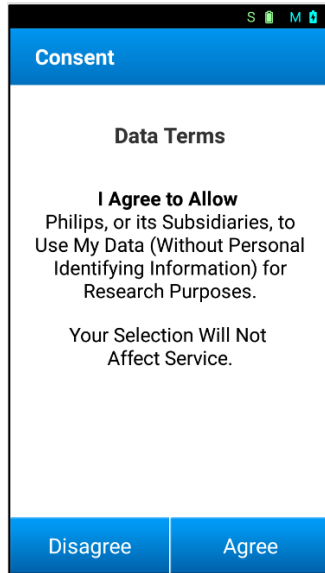 S M
Consent
Data Terms
I Agree to Allow
Philips, or its Subsidiaries, to
Use My Data (Without Personal
Identifying Information) for
Research Purposes.
Your Selection Will Not
Affect Service.
Disagree Agree